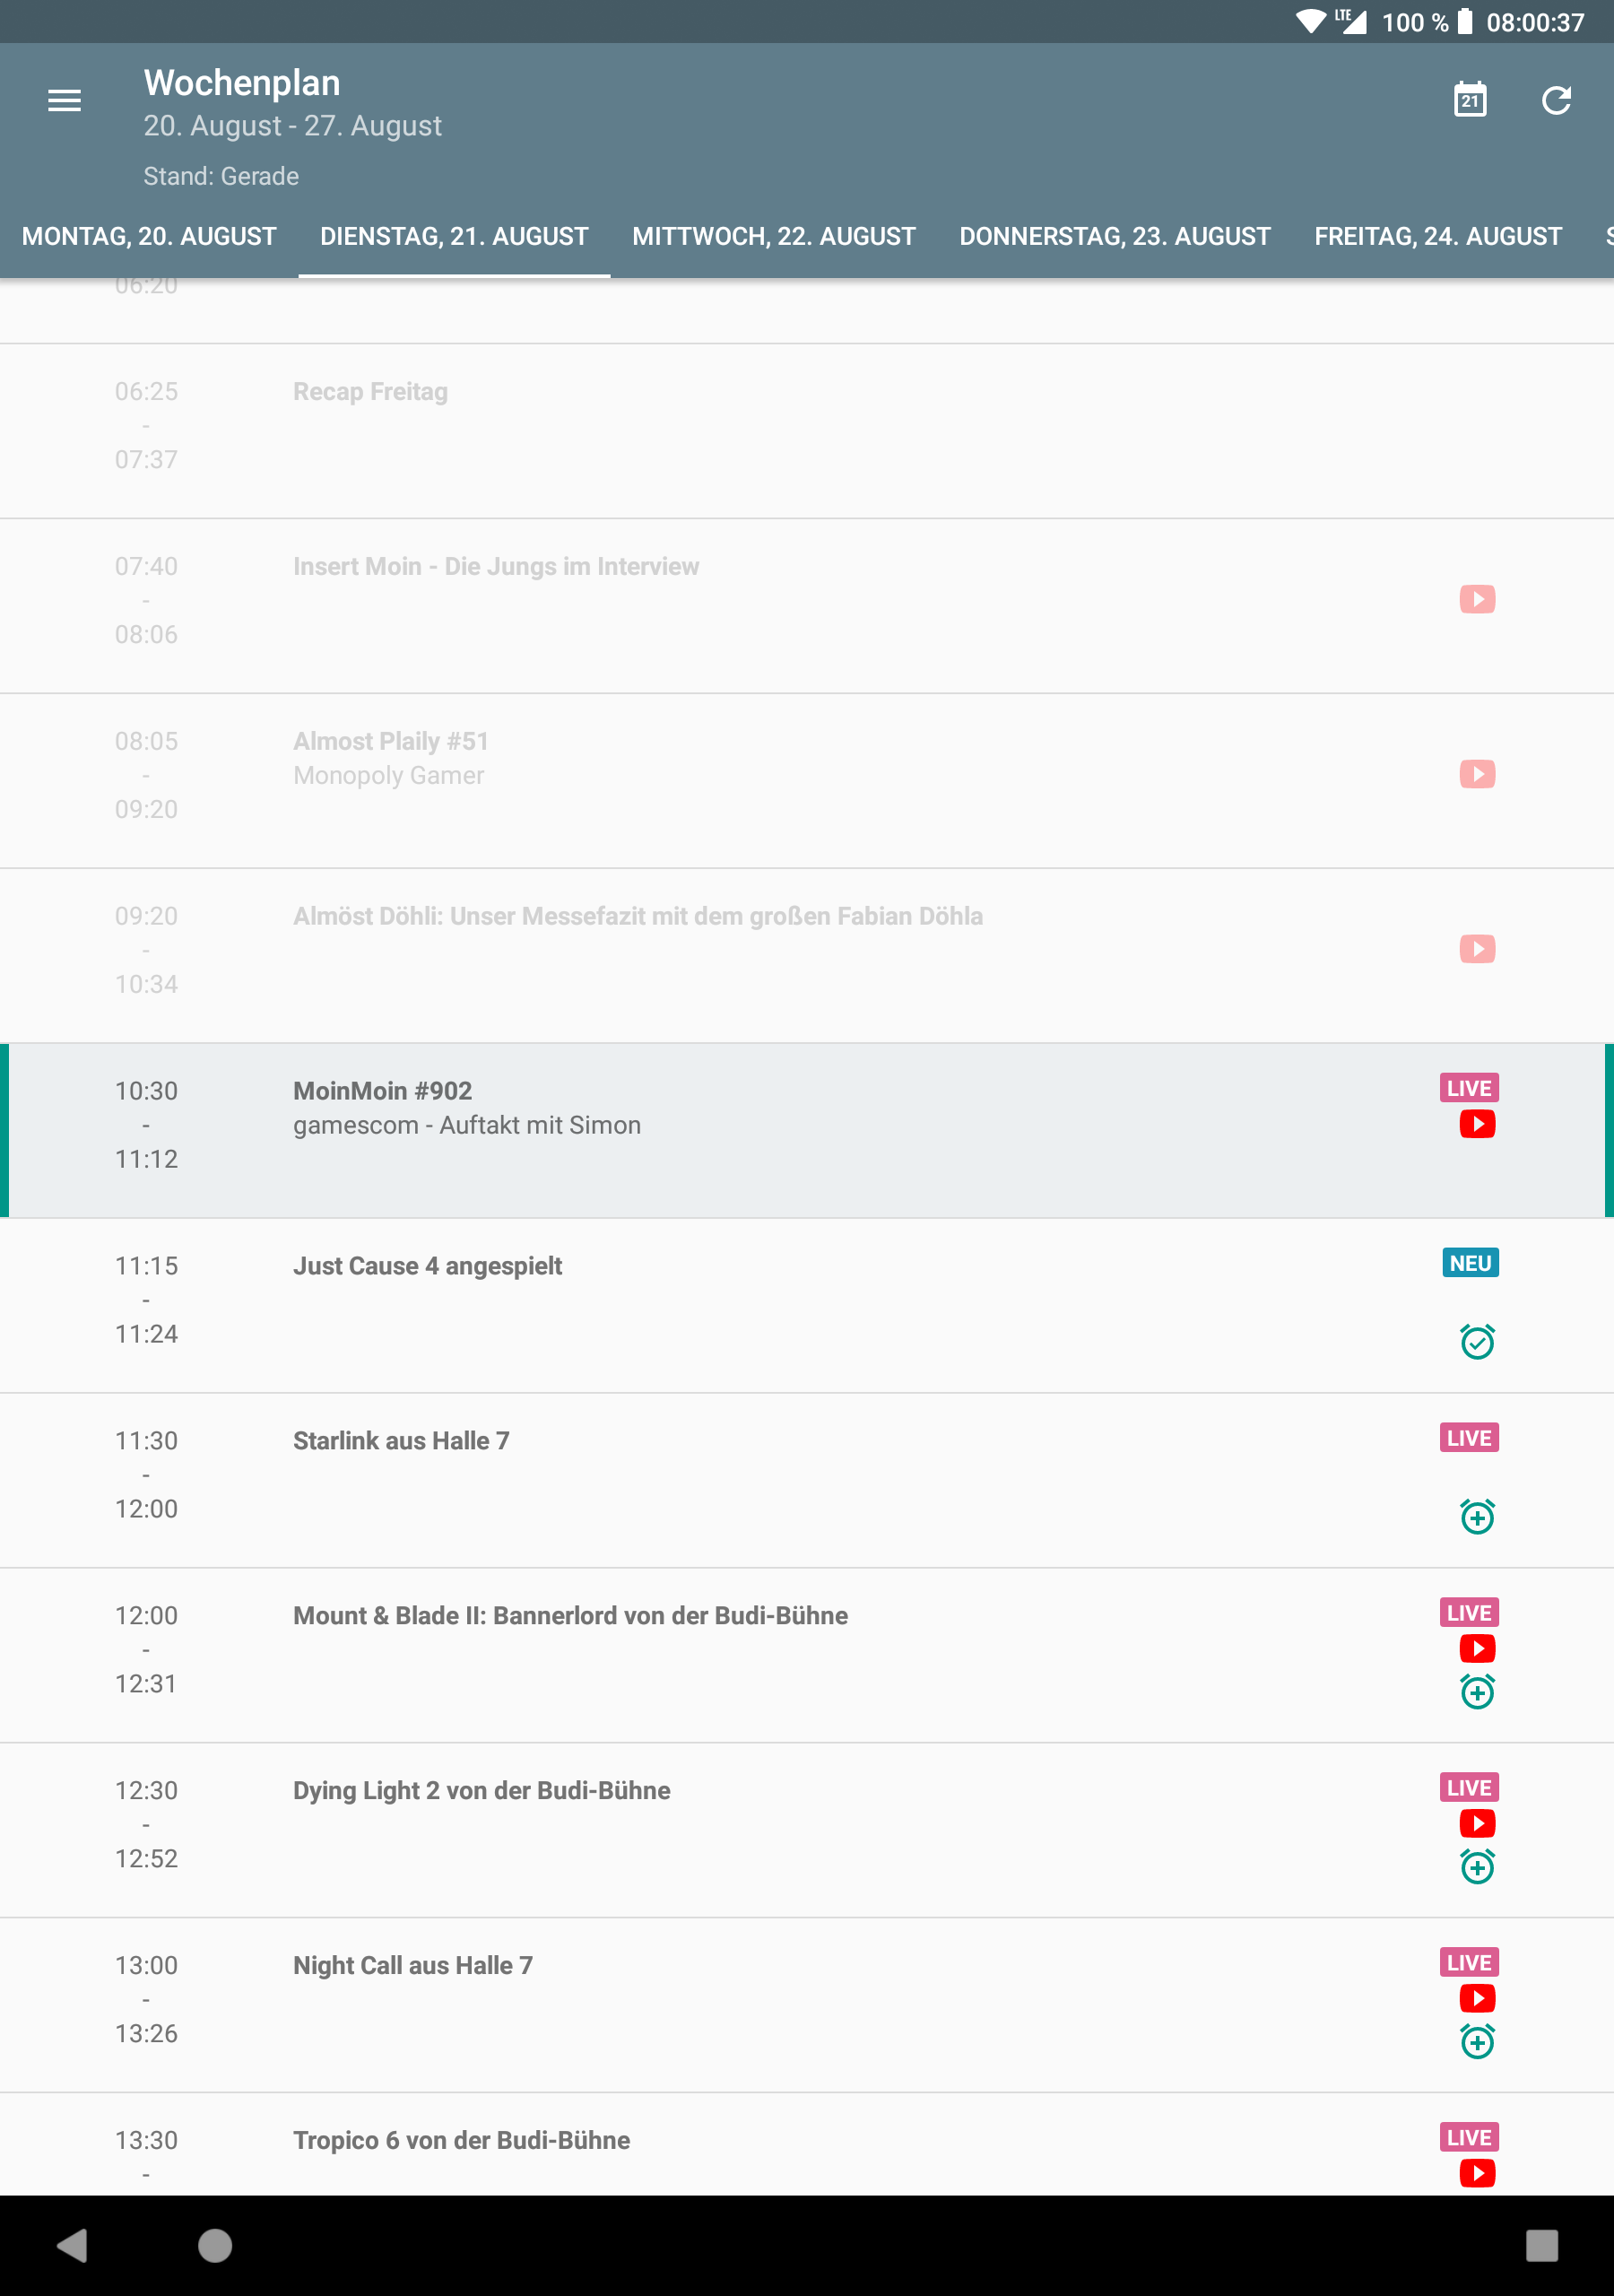 LTE 100 % 08:00:37
Wochenplan
20. August - 27. August
21
Stand: Gerade
MONTAG, 20. AUGUST DIENSTAG, 21. AUGUST MITTWOCH, 22. AUGUST DONNERSTAG, 23. AUGUST FREITAG, 24. AUGUST S
06:20
06:25 Recap Freitag
-
07:37
07:40 Insert Moin - Die Jungs im Interview
-
08:06
08:05 Almost Plaily #51
- Monopoly Gamer
09:20
09:20 Almöst Döhli: Unser Messefazit mit dem großen Fabian Döhla
-
10:34
10:30 MoinMoin #902 LIVE
- gamescom - Auftakt mit Simon
11:12
11:15 Just Cause 4 angespielt NEU
-
11:24
11:30 Starlink aus Halle 7 LIVE
-
12:00
12:00 Mount & Blade II: Bannerlord von der Budi-Bühne LIVE
-
12:31
12:30 Dying Light 2 von der Budi-Bühne LIVE
-
12:52
13:00 Night Call aus Halle 7 LIVE
-
13:26
13:30 Tropico 6 von der Budi-Bühne LIVE
-